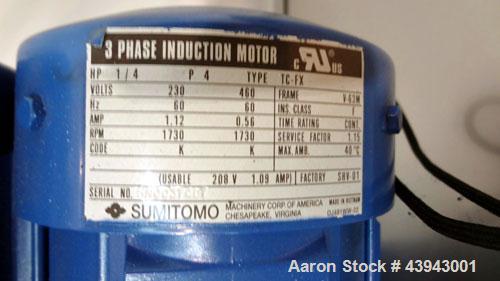 3 PHASE INDUCTION MOTOR c RU US
HP 1/4 P 4 TYPE TC-FX
VOLTS 230 460 FRAME V-63M
Hz 60 60 INS. CLASS F
AMP 1.12 0.56 TIME RATING CONT.
RPM 1730 1730 SERVICE FACTOR 1.15
CODE K K MAX. AMB. 40°C
(USABLE 208 V 1.09 AMP) FACTORY SHV-01
SERIAL NO.
SUMITOMO MACHINERY CORP. OF AMERICA MADE IN VIETNAM
CHESAPEAKE, VIRGINIA
Aaron Stock # 43943001